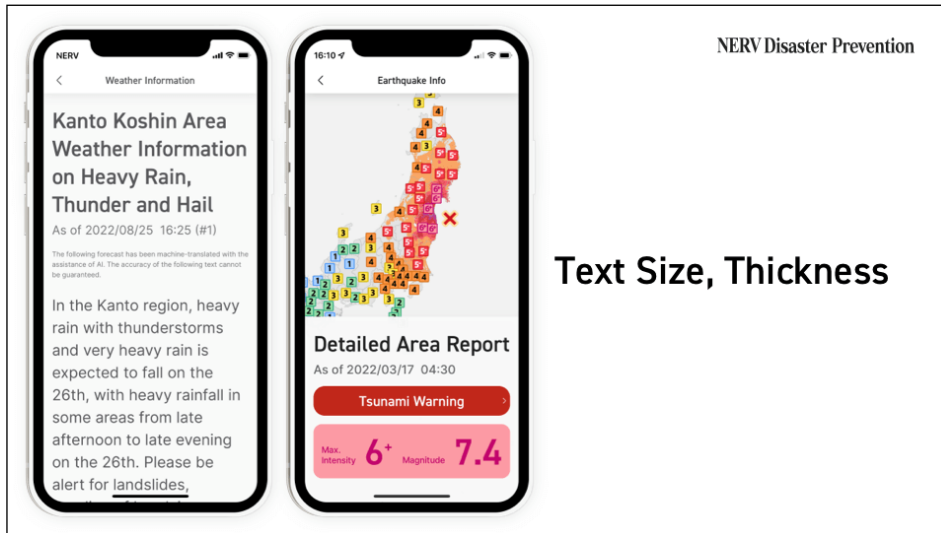 NERV
Weather Information
Kanto Koshin Area
Weather Information
on Heavy Rain,
Thunder and Hail
As of 2022/08/25 16:25 (#1)
The following forecast has been machine-translated with the
assistance of AI. The accuracy of the following text cannot
be guaranteed.
In the Kanto region, heavy
rain with thunderstorms
and very heavy rain is
expected to fall on the
26th, with heavy rainfall in
some areas from late
afternoon to late evening
on the 26th. Please be
alert for landslides,
16:10
Earthquake Info
Detailed Area Report
As of 2022/03/17 04:30
Tsunami Warning
Max.
Intensity 6+ Magnitude 7.4
NERV Disaster Prevention
Text Size, Thickness